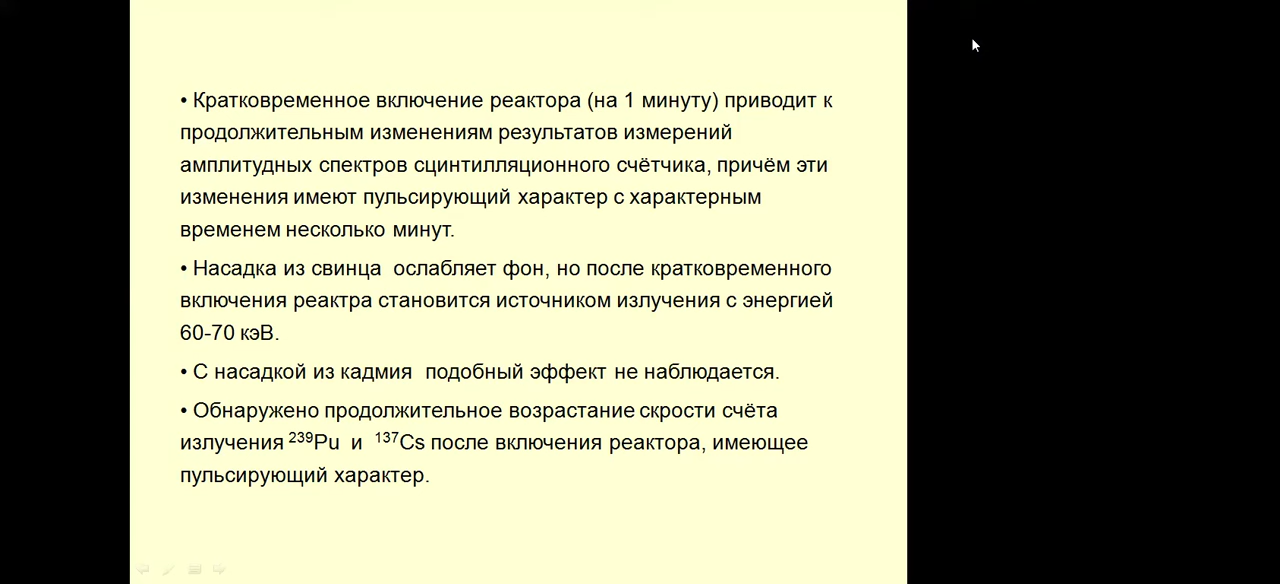 • Кратковременное включение реактора (на 1 минуту) приводит к
продолжительным изменениям результатов измерений
амплитудных спектров сцинтилляционного счётчика, причём эти
изменения имеют пульсирующий характер с характерным
временем несколько минут.
• Насадка из свинца ослабляет фон, но после кратковременного
включения реактра становится источником излучения с энергией
60-70 кэВ.
• С насадкой из кадмия подобный эффект не наблюдается.
• Обнаружено продолжительное возрастание скрости счёта
излучения ²³⁹Pu и ¹³⁷Cs после включения реактора, имеющее
пульсирующий характер.